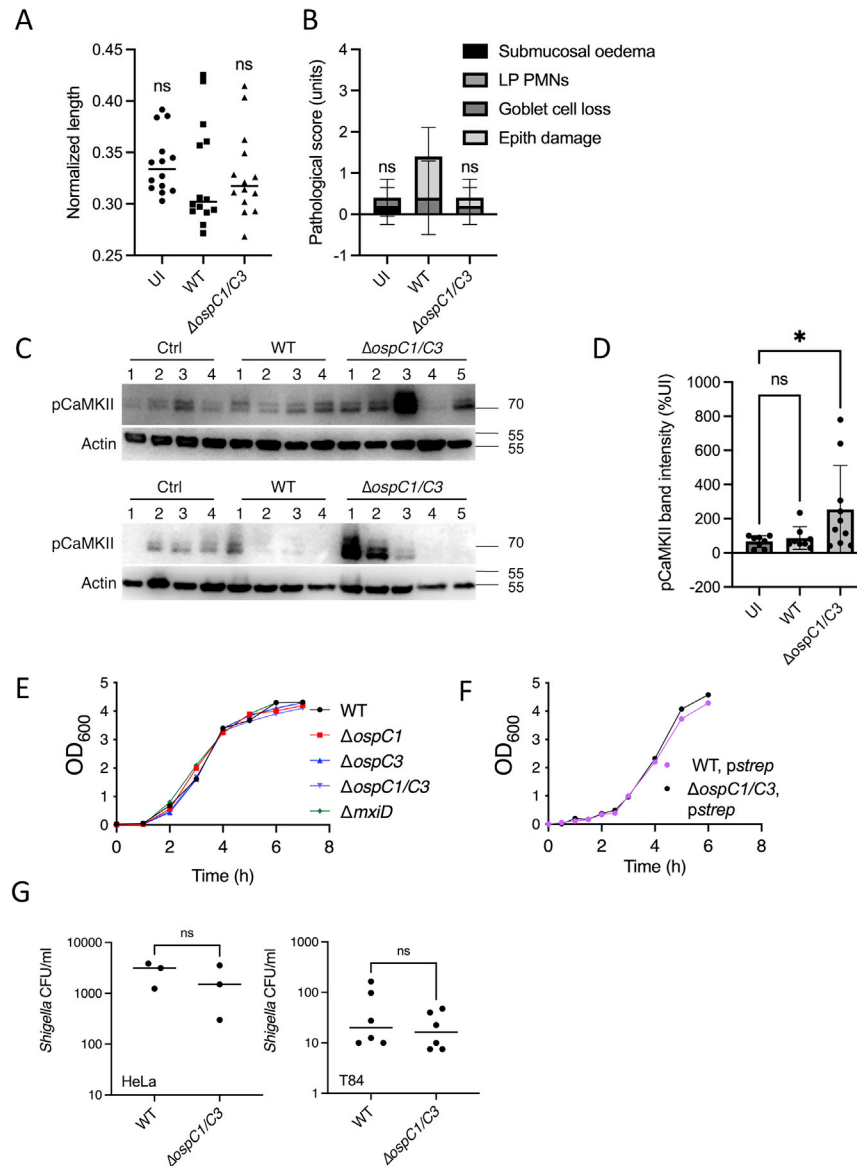 A
Normalized length
0.45
0.40
0.35
0.30
0.25
ns
ns
UI
WT
ΔospC1/C3
B
Pathological score (units)
4
3
2
1
0
-1
ns
ns
UI
WT
ΔospC1/C3
Submucosal oedema
LP PMNs
Goblet cell loss
Epith damage
C
Ctrl WT ΔospC1/C3
1 2 3 4 1 2 3 4 1 2 3 4 5
pCaMKII 70
Actin 55
55
Ctrl WT ΔospC1/C3
1 2 3 4 1 2 3 4 1 2 3 4 5
pCaMKII 70
Actin 55
55
D
pCaMKII band intensity (%UI)
1000
800
600
400
200
0
-200
*
ns
UI
WT
ΔospC1/C3
E
OD600
5
4
3
2
1
0
0 2 4 6 8
Time (h)
WT
ΔospC1
ΔospC3
ΔospC1/C3
ΔmxiD
F
OD600
5
4
3
2
1
0
0 2 4 6 8
Time (h)
WT, pstrep
ΔospC1/C3,
pstrep
G
Shigella CFU/ml
10000
1000
100
10
ns
HeLa
WT
ΔospC1/C3
Shigella CFU/ml
1000
100
10
1
ns
T84
WT
ΔospC1/C3